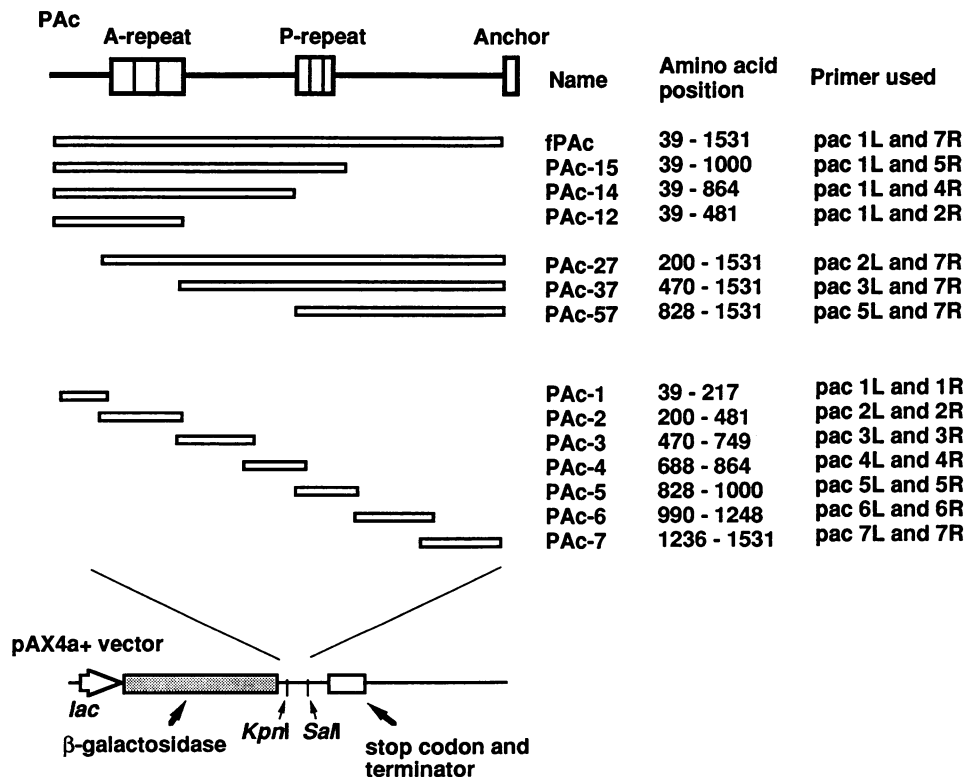 PAc
A-repeat P-repeat Anchor
Name Amino acid position Primer used
fPAc 39 - 1531 pac 1L and 7R
PAc-15 39 - 1000 pac 1L and 5R
PAc-14 39 - 864 pac 1L and 4R
PAc-12 39 - 481 pac 1L and 2R
PAc-27 200 - 1531 pac 2L and 7R
PAc-37 470 - 1531 pac 3L and 7R
PAc-57 828 - 1531 pac 5L and 7R
PAc-1 39 - 217 pac 1L and 1R
PAc-2 200 - 481 pac 2L and 2R
PAc-3 470 - 749 pac 3L and 3R
PAc-4 688 - 864 pac 4L and 4R
PAc-5 828 - 1000 pac 5L and 5R
PAc-6 990 - 1248 pac 6L and 6R
PAc-7 1236 - 1531 pac 7L and 7R
pAX4a+ vector
lac
β-galactosidase
KpnI SalI
stop codon and
terminator